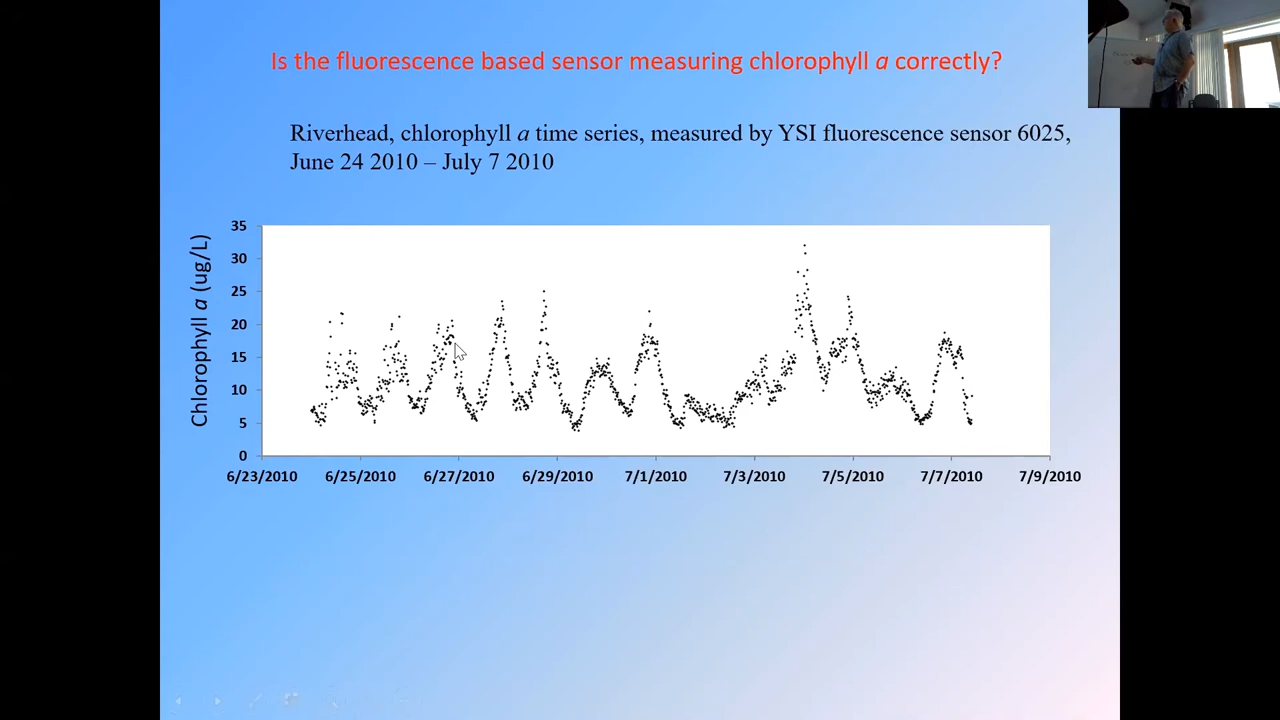 Is the fluorescence based sensor measuring chlorophyll a correctly?
Riverhead, chlorophyll a time series, measured by YSI fluorescence sensor 6025,
June 24 2010 – July 7 2010
Chlorophyll a (ug/L)
35
30
25
20
15
10
5
0
6/23/2010 6/25/2010 6/27/2010 6/29/2010 7/1/2010 7/3/2010 7/5/2010 7/7/2010 7/9/2010